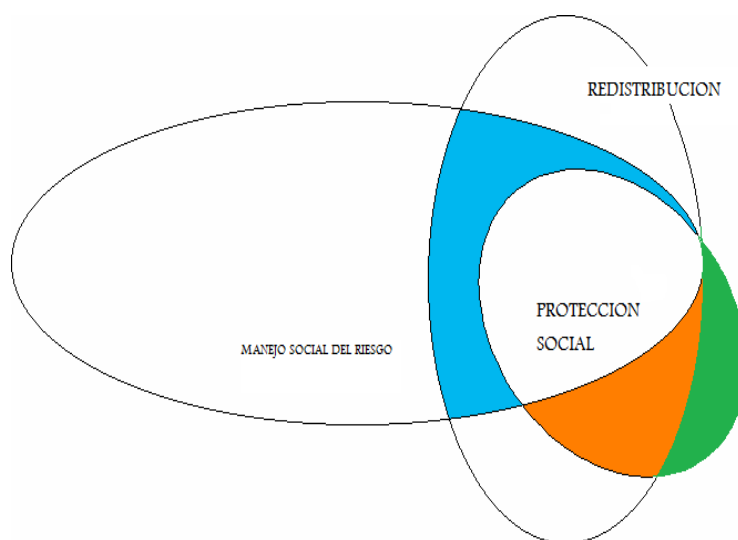 REDISTRIBUCION
PROTECCION
SOCIAL
MANEJO SOCIAL DEL RIESGO